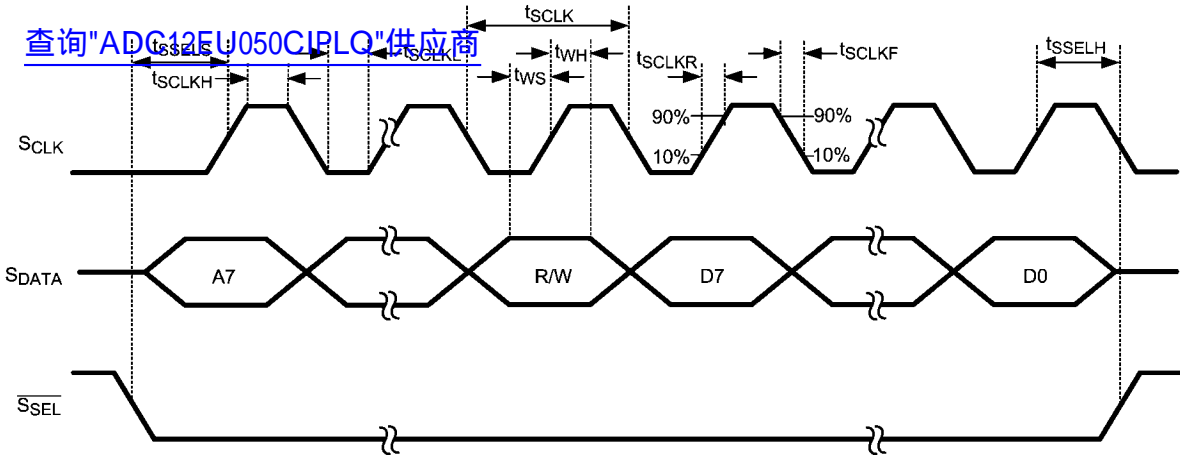 查询"ADC12EU050CIPLQ"供应商
tSCLK
tSSELS
tSCLKL
tWH
tSCLKR
tSCLKF
tSSELH
tSCLKH
tWS
SCLK
90%
90%
10%
10%
SDATA
A7
R/W
D7
D0
SSEL